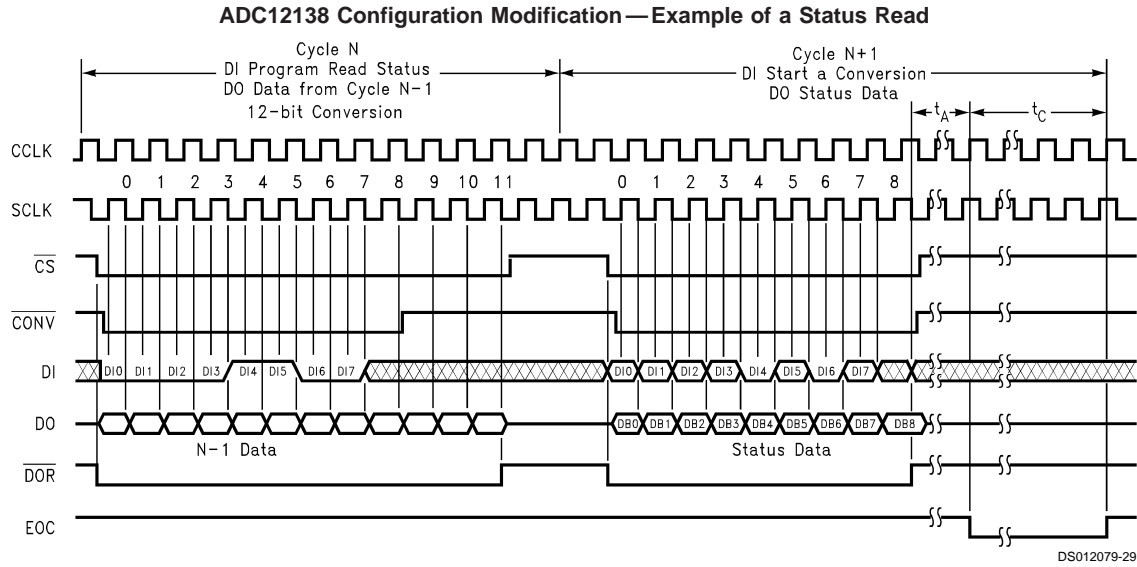 ADC12138 Configuration Modification—Example of a Status Read
Cycle N
DI Program Read Status
DO Data from Cycle N−1
12-bit Conversion
Cycle N+1
DI Start a Conversion
DO Status Data
tA
tC
CCLK
0 1 2 3 4 5 6 7 8 9 10 11 0 1 2 3 4 5 6 7 8
SCLK
CS
CONV
DI DI0 DI1 DI2 DI3 DI4 DI5 DI6 DI7 DI0 DI1 DI2 DI3 DI4 DI5 DI6 DI7
DO DB0 DB1 DB2 DB3 DB4 DB5 DB6 DB7 DB8
N−1 Data Status Data
DOR
EOC
DS012079-29